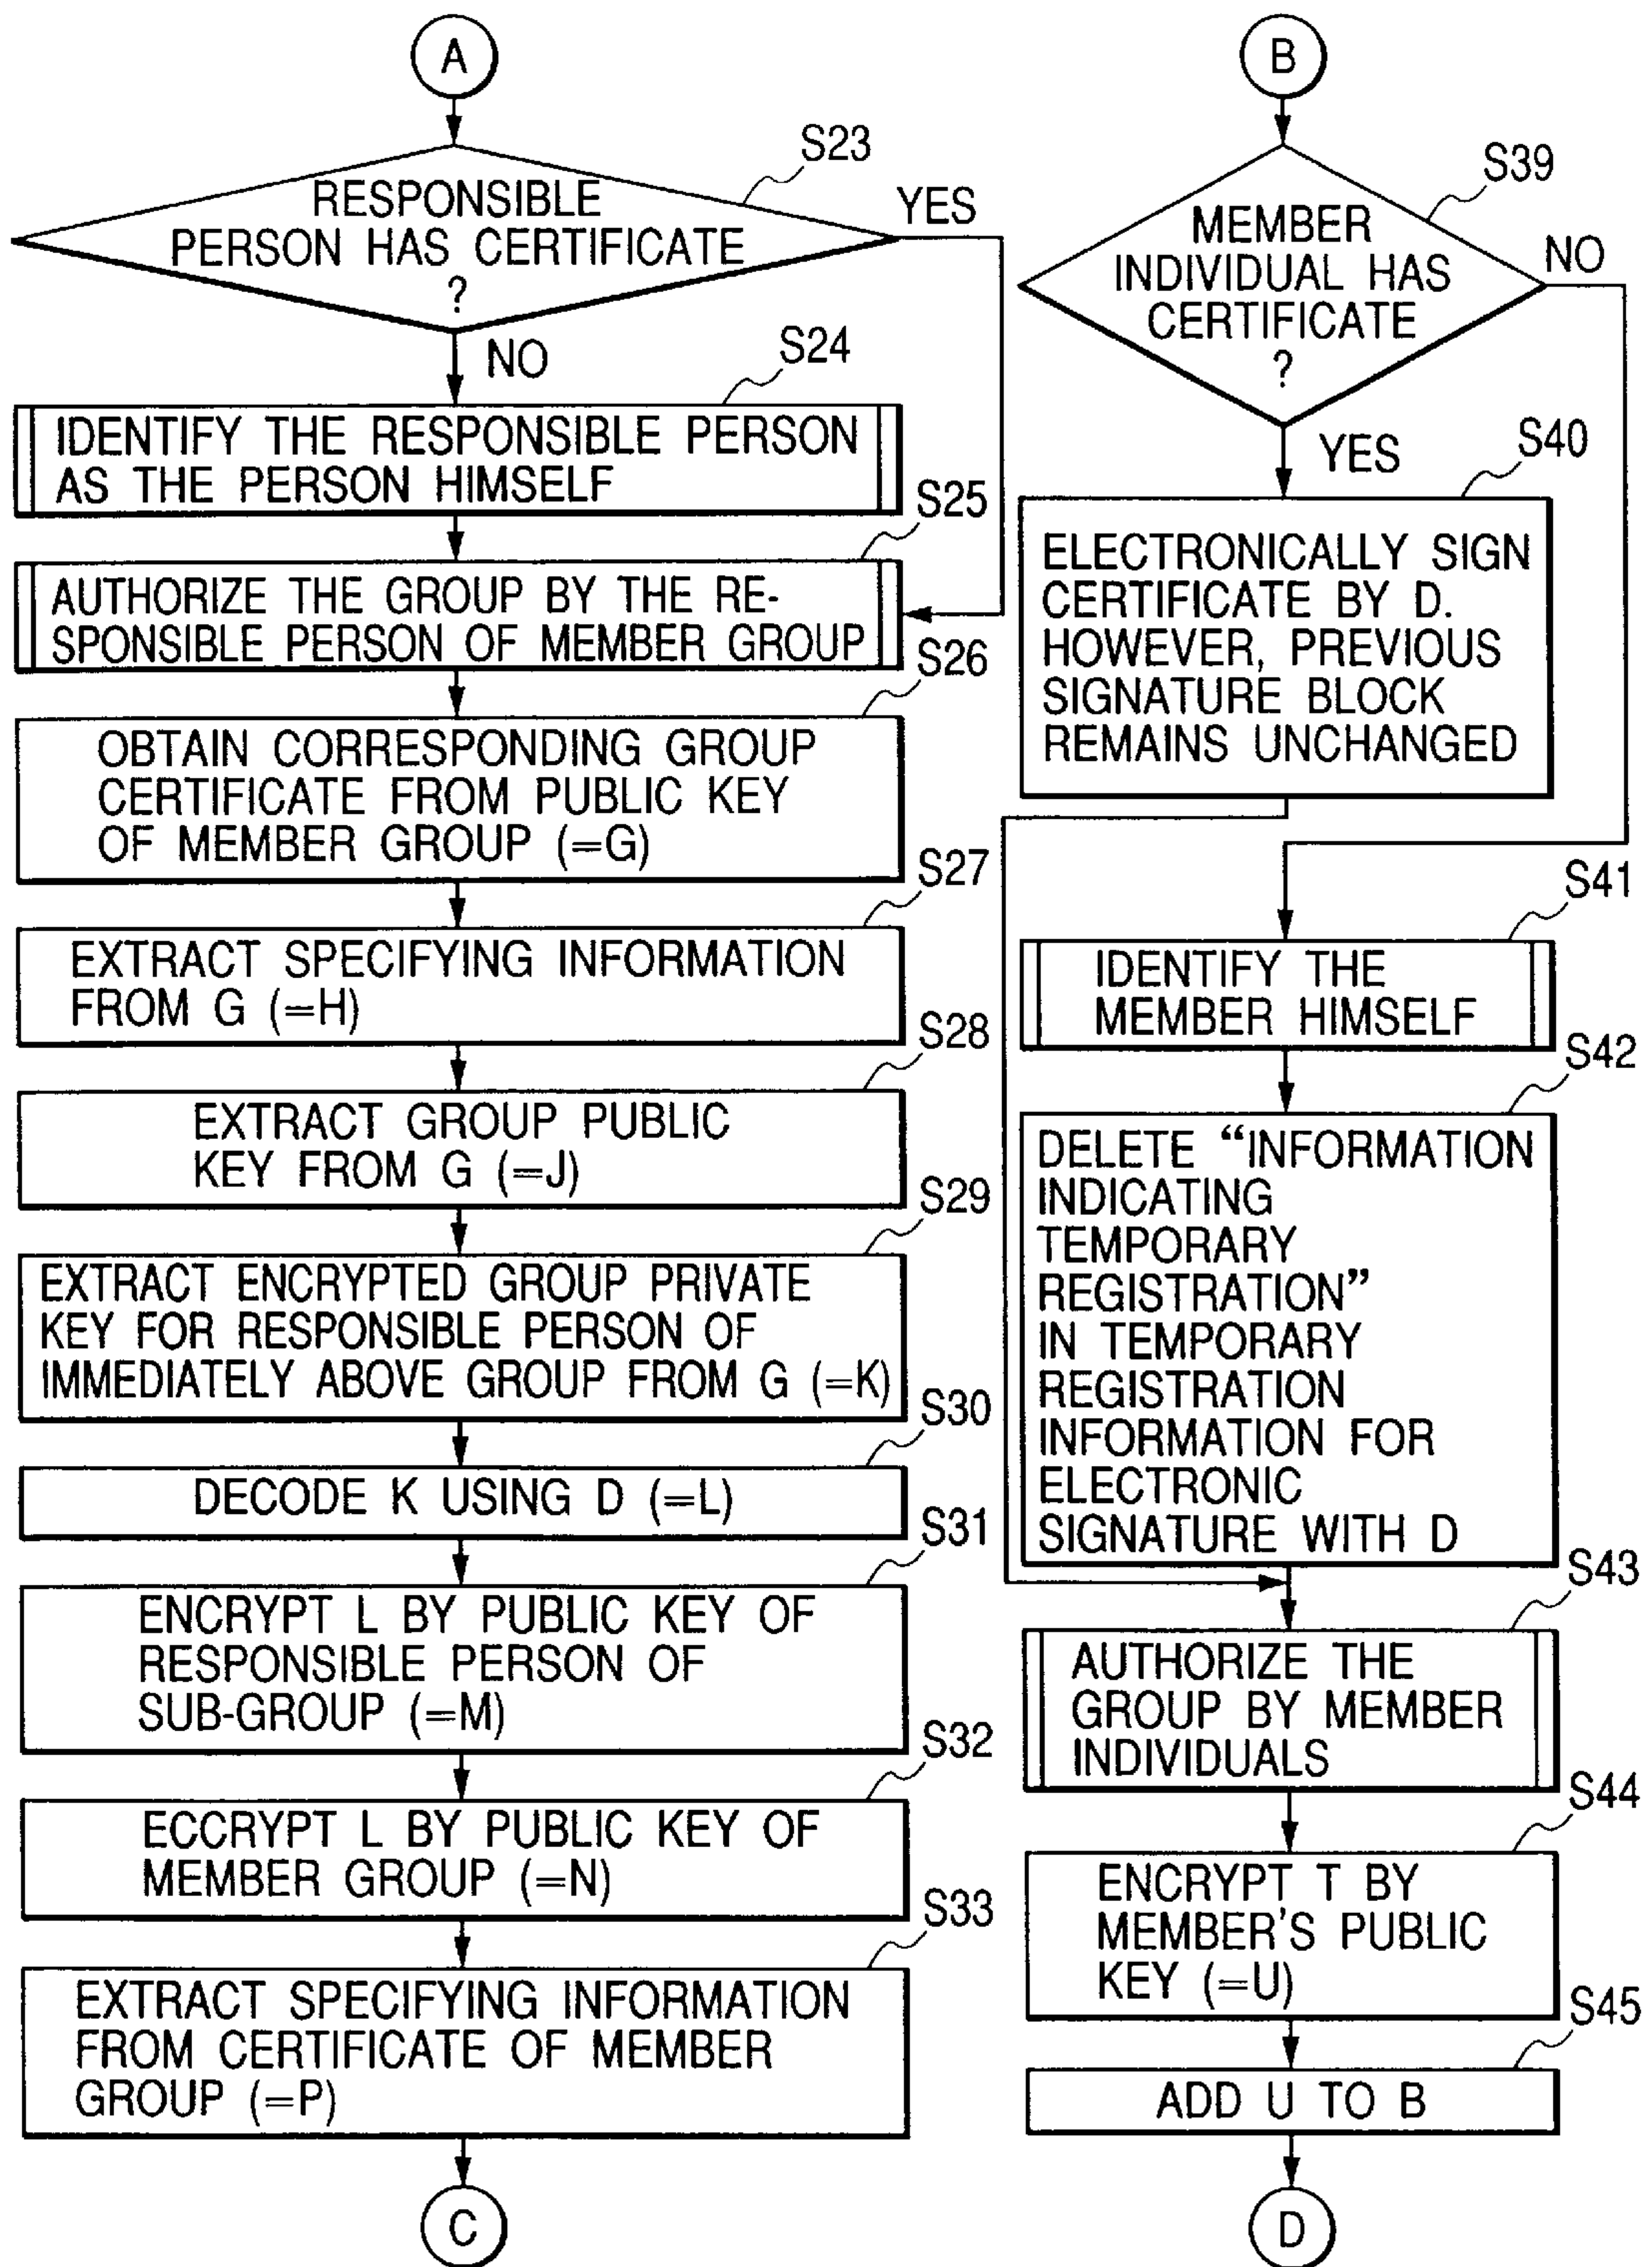 A
S23
RESPONSIBLE
PERSON HAS CERTIFICATE
?
YES
NO
S24
IDENTIFY THE RESPONSIBLE PERSON
AS THE PERSON HIMSELF
S25
AUTHORIZE THE GROUP BY THE RE-
SPONSIBLE PERSON OF MEMBER GROUP
S26
OBTAIN CORRESPONDING GROUP
CERTIFICATE FROM PUBLIC KEY
OF MEMBER GROUP (=G)
S27
EXTRACT SPECIFYING INFORMATION
FROM G (=H)
S28
EXTRACT GROUP PUBLIC
KEY FROM G (=J)
S29
EXTRACT ENCRYPTED GROUP PRIVATE
KEY FOR RESPONSIBLE PERSON OF
IMMEDIATELY ABOVE GROUP FROM G (=K)
S30
DECODE K USING D (=L)
S31
ENCRYPT L BY PUBLIC KEY OF
RESPONSIBLE PERSON OF
SUB-GROUP (=M)
S32
ECCRYPT L BY PUBLIC KEY OF
MEMBER GROUP (=N)
S33
EXTRACT SPECIFYING INFORMATION
FROM CERTIFICATE OF MEMBER
GROUP (=P)
C
B
S39
MEMBER
INDIVIDUAL HAS
CERTIFICATE
?
NO
YES
S40
ELECTRONICALLY SIGN
CERTIFICATE BY D.
HOWEVER, PREVIOUS
SIGNATURE BLOCK
REMAINS UNCHANGED
S41
IDENTIFY THE
MEMBER HIMSELF
S42
DELETE “INFORMATION
INDICATING
TEMPORARY
REGISTRATION”
IN TEMPORARY
REGISTRATION
INFORMATION FOR
ELECTRONIC
SIGNATURE WITH D
S43
AUTHORIZE THE
GROUP BY MEMBER
INDIVIDUALS
S44
ENCRYPT T BY
MEMBER'S PUBLIC
KEY (=U)
S45
ADD U TO B
D